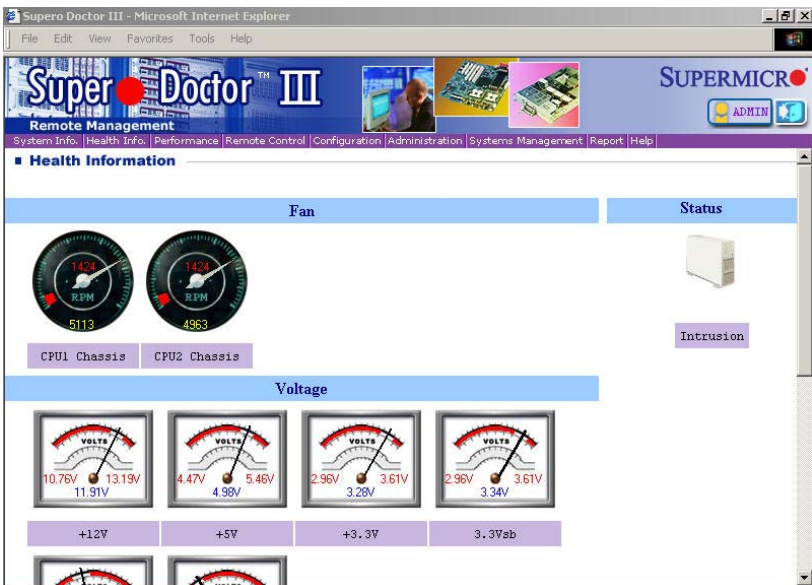 Supero Doctor III - Microsoft Internet Explorer
File Edit View Favorites Tools Help
Super Doctor™ III
Remote Management
SUPERMICR
ADMIN
System Info. Health Info. Performance Remote Control Configuration Administration Systems Management Report Help
Health Information
Fan
Status
1424
RPM
5113
1424
RPM
4963
CPU1 Chassis
CPU2 Chassis
Intrusion
Voltage
VOLTS
10.76V 13.19V
11.91V
VOLTS
4.47V 5.46V
4.98V
VOLTS
2.96V 3.61V
3.28V
VOLTS
2.96V 3.61V
3.34V
+12V
+5V
+3.3V
3.3Vsb